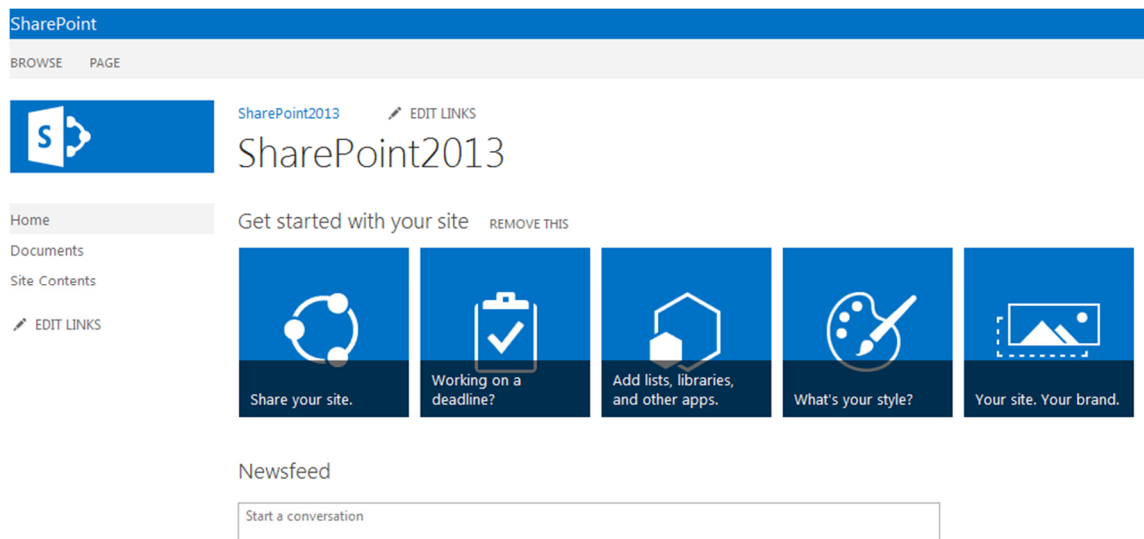 SharePoint
BROWSE PAGE
S
SharePoint2013 EDIT LINKS
SharePoint2013
Home
Documents
Site Contents
EDIT LINKS
Get started with your site REMOVE THIS
Share your site.
Working on a
deadline?
Add lists, libraries,
and other apps.
What's your style?
Your site. Your brand.
Newsfeed
Start a conversation